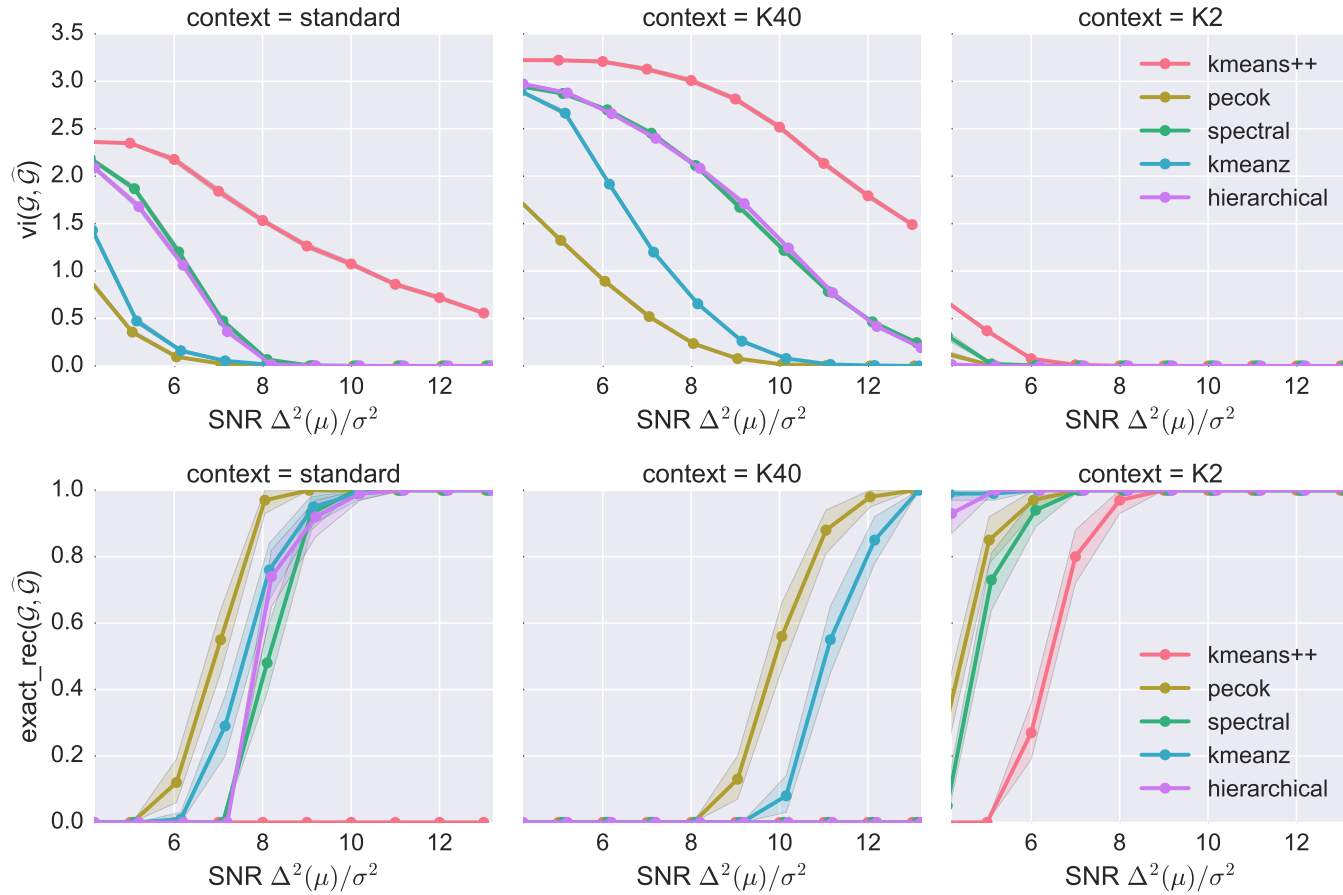 context = standard
context = K40
context = K2
3.5
3.0
2.5
2.0
1.5
1.0
0.5
0.0
vi(𝒢, 𝒢̂)
kmeans++
pecok
spectral
kmeanz
hierarchical
6 8 10 12
6 8 10 12
6 8 10 12
SNR Δ²(μ)/σ²
SNR Δ²(μ)/σ²
SNR Δ²(μ)/σ²
context = standard
context = K40
context = K2
1.0
0.8
0.6
0.4
0.2
0.0
exact_rec(𝒢, 𝒢̂)
kmeans++
pecok
spectral
kmeanz
hierarchical
6 8 10 12
6 8 10 12
6 8 10 12
SNR Δ²(μ)/σ²
SNR Δ²(μ)/σ²
SNR Δ²(μ)/σ²